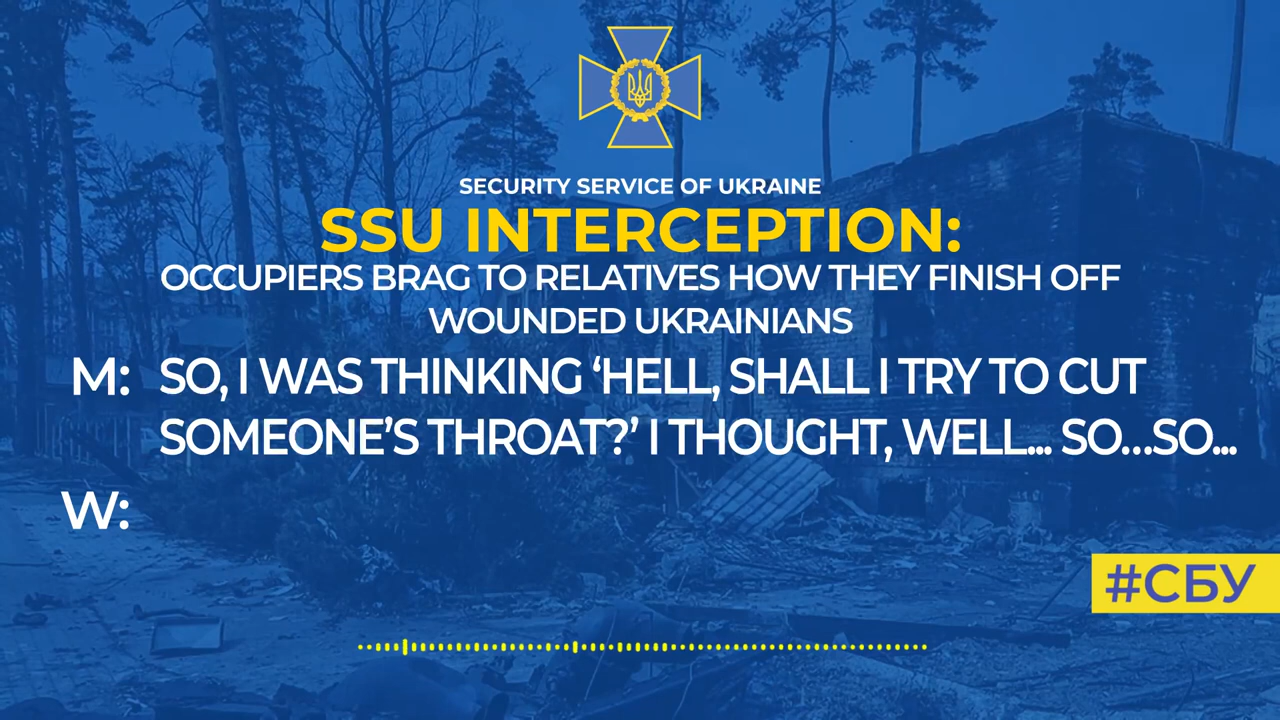 SECURITY SERVICE OF UKRAINE
SSU INTERCEPTION:
OCCUPIERS BRAG TO RELATIVES HOW THEY FINISH OFF
WOUNDED UKRAINIANS
M: SO, I WAS THINKING ‘HELL, SHALL I TRY TO CUT
SOMEONE’S THROAT?’ I THOUGHT, WELL... SO...SO...
W:
#СБУ